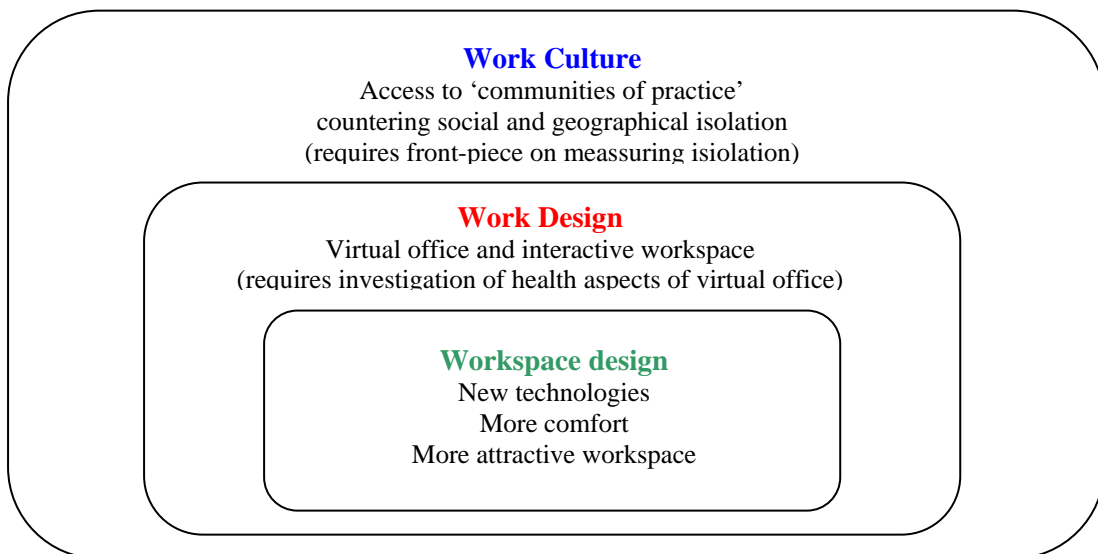 Work Culture
Access to ‘communities of practice’
countering social and geographical isolation
(requires front-piece on meassuring isiolation)
Work Design
Virtual office and interactive workspace
(requires investigation of health aspects of virtual office)
Workspace design
New technologies
More comfort
More attractive workspace